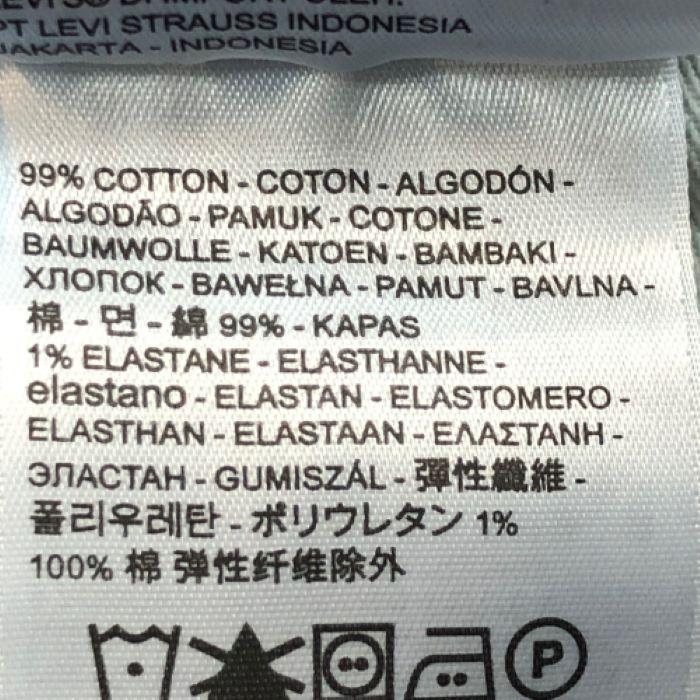 PT LEVI STRAUSS INDONESIA
JAKARTA - INDONESIA
99% COTTON - COTON - ALGODÓN -
ALGODÃO - PAMUK - COTONE -
BAUMWOLLE - KATOEN - BAMBAKI -
ХЛОПОК - BAWEŁNA - PAMUT - BAVLNA -
棉 - 면 - 綿 99% - KAPAS
1% ELASTANE - ELASTHANNE -
elastano - ELASTAN - ELASTOMERO -
ELASTHAN - ELASTAAN - ΕΛΑΣΤΑΝΗ -
ЭЛАСТАН - GUMISZÁL - 彈性纖維 -
폴리우레탄 - ポリウレタン 1%
100% 棉 弹性纤维除外
P